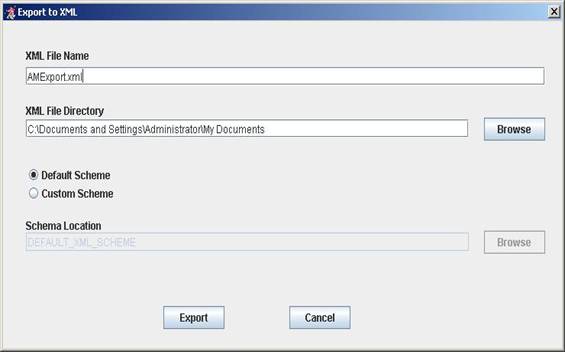 Export to XML
XML File Name
AMExport.xml
XML File Directory
C:\Documents and Settings\Administrator\My Documents
Browse
Default Scheme
Custom Scheme
Schema Location
DEFAULT_XML_SCHEME
Browse
Export
Cancel